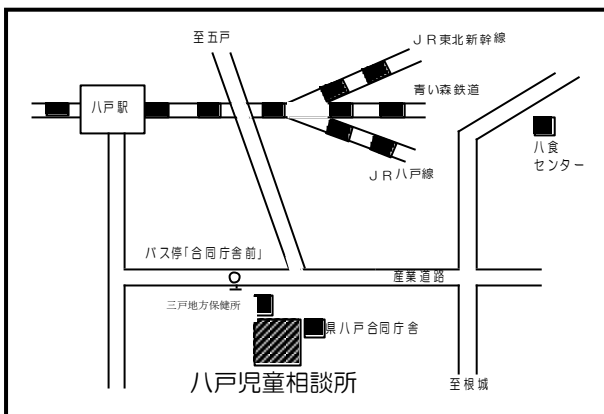 至五戸
JR東北新幹線
青い森鉄道
八戸駅
八食
センター
JR八戸線
バス停「合同庁舎前」
産業道路
三戸地方保健所
県八戸合同庁舎
八戸児童相談所
至根城